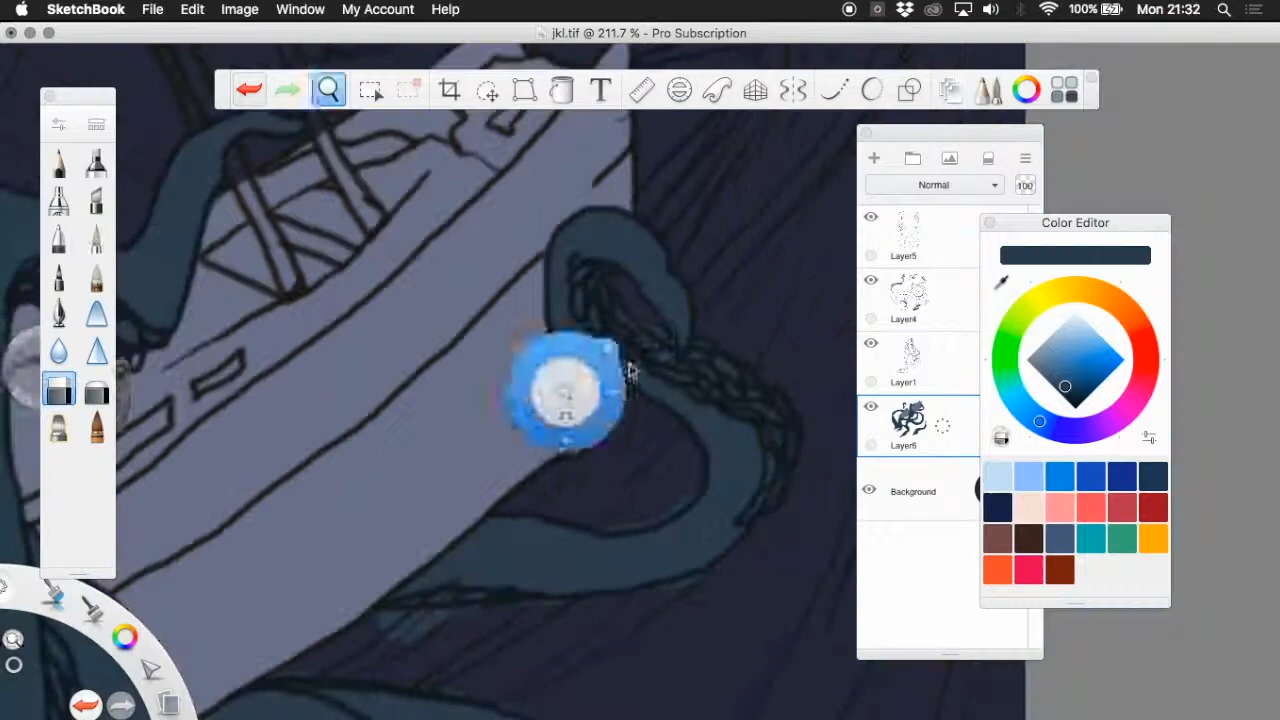 SketchBook File Edit Image Window My Account Help 100% Mon 21:32
jkl.tif @ 211.7 % - Pro Subscription
T
Normal 100
Color Editor
Layer5
Layer4
Layer1
Layer6
Background